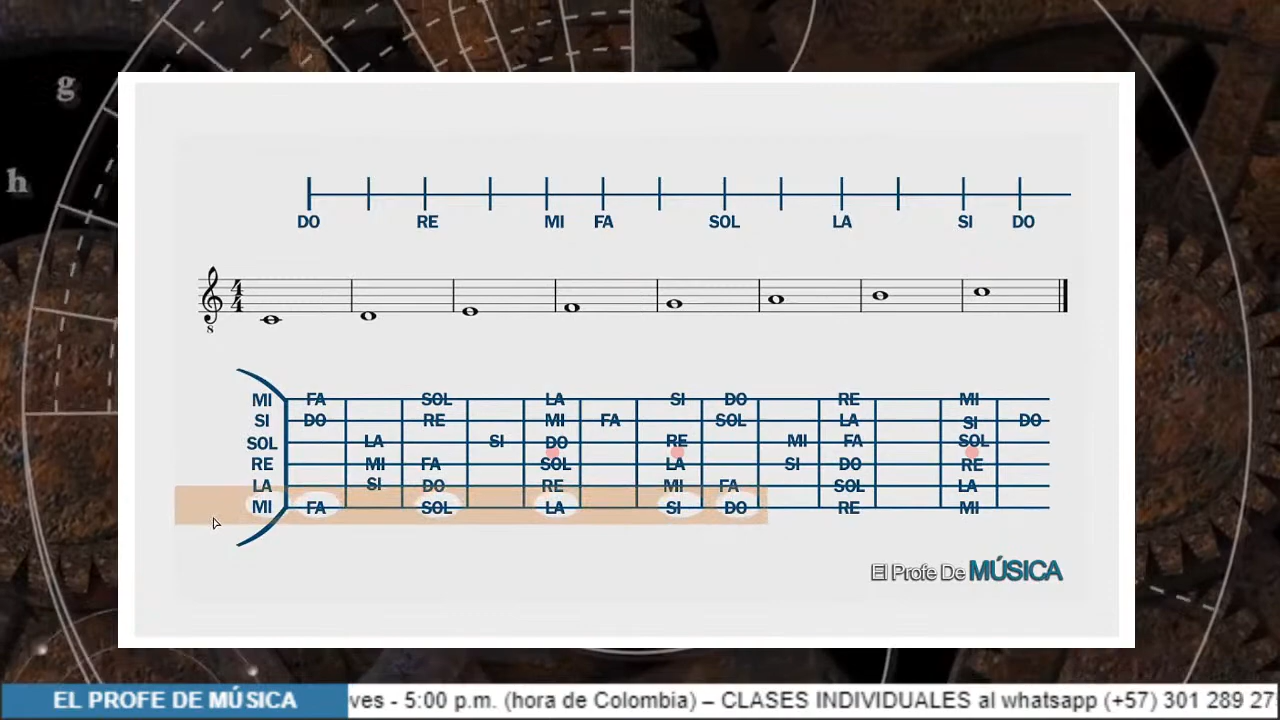 g
h
DO RE MI FA SOL LA SI DO
4
4
8
MI FA SOL LA SI DO RE MI
SI DO RE MI FA SOL LA SI DO
SOL LA SI DO RE MI FA SOL
RE MI FA SOL LA SI DO RE
LA SI DO RE MI FA SOL LA
MI FA SOL LA SI DO RE MI
El Profe De MÚSICA
EL PROFE DE MÚSICA ves - 5:00 p.m. (hora de Colombia) – CLASES INDIVIDUALES al whatsapp (+57) 301 289 27